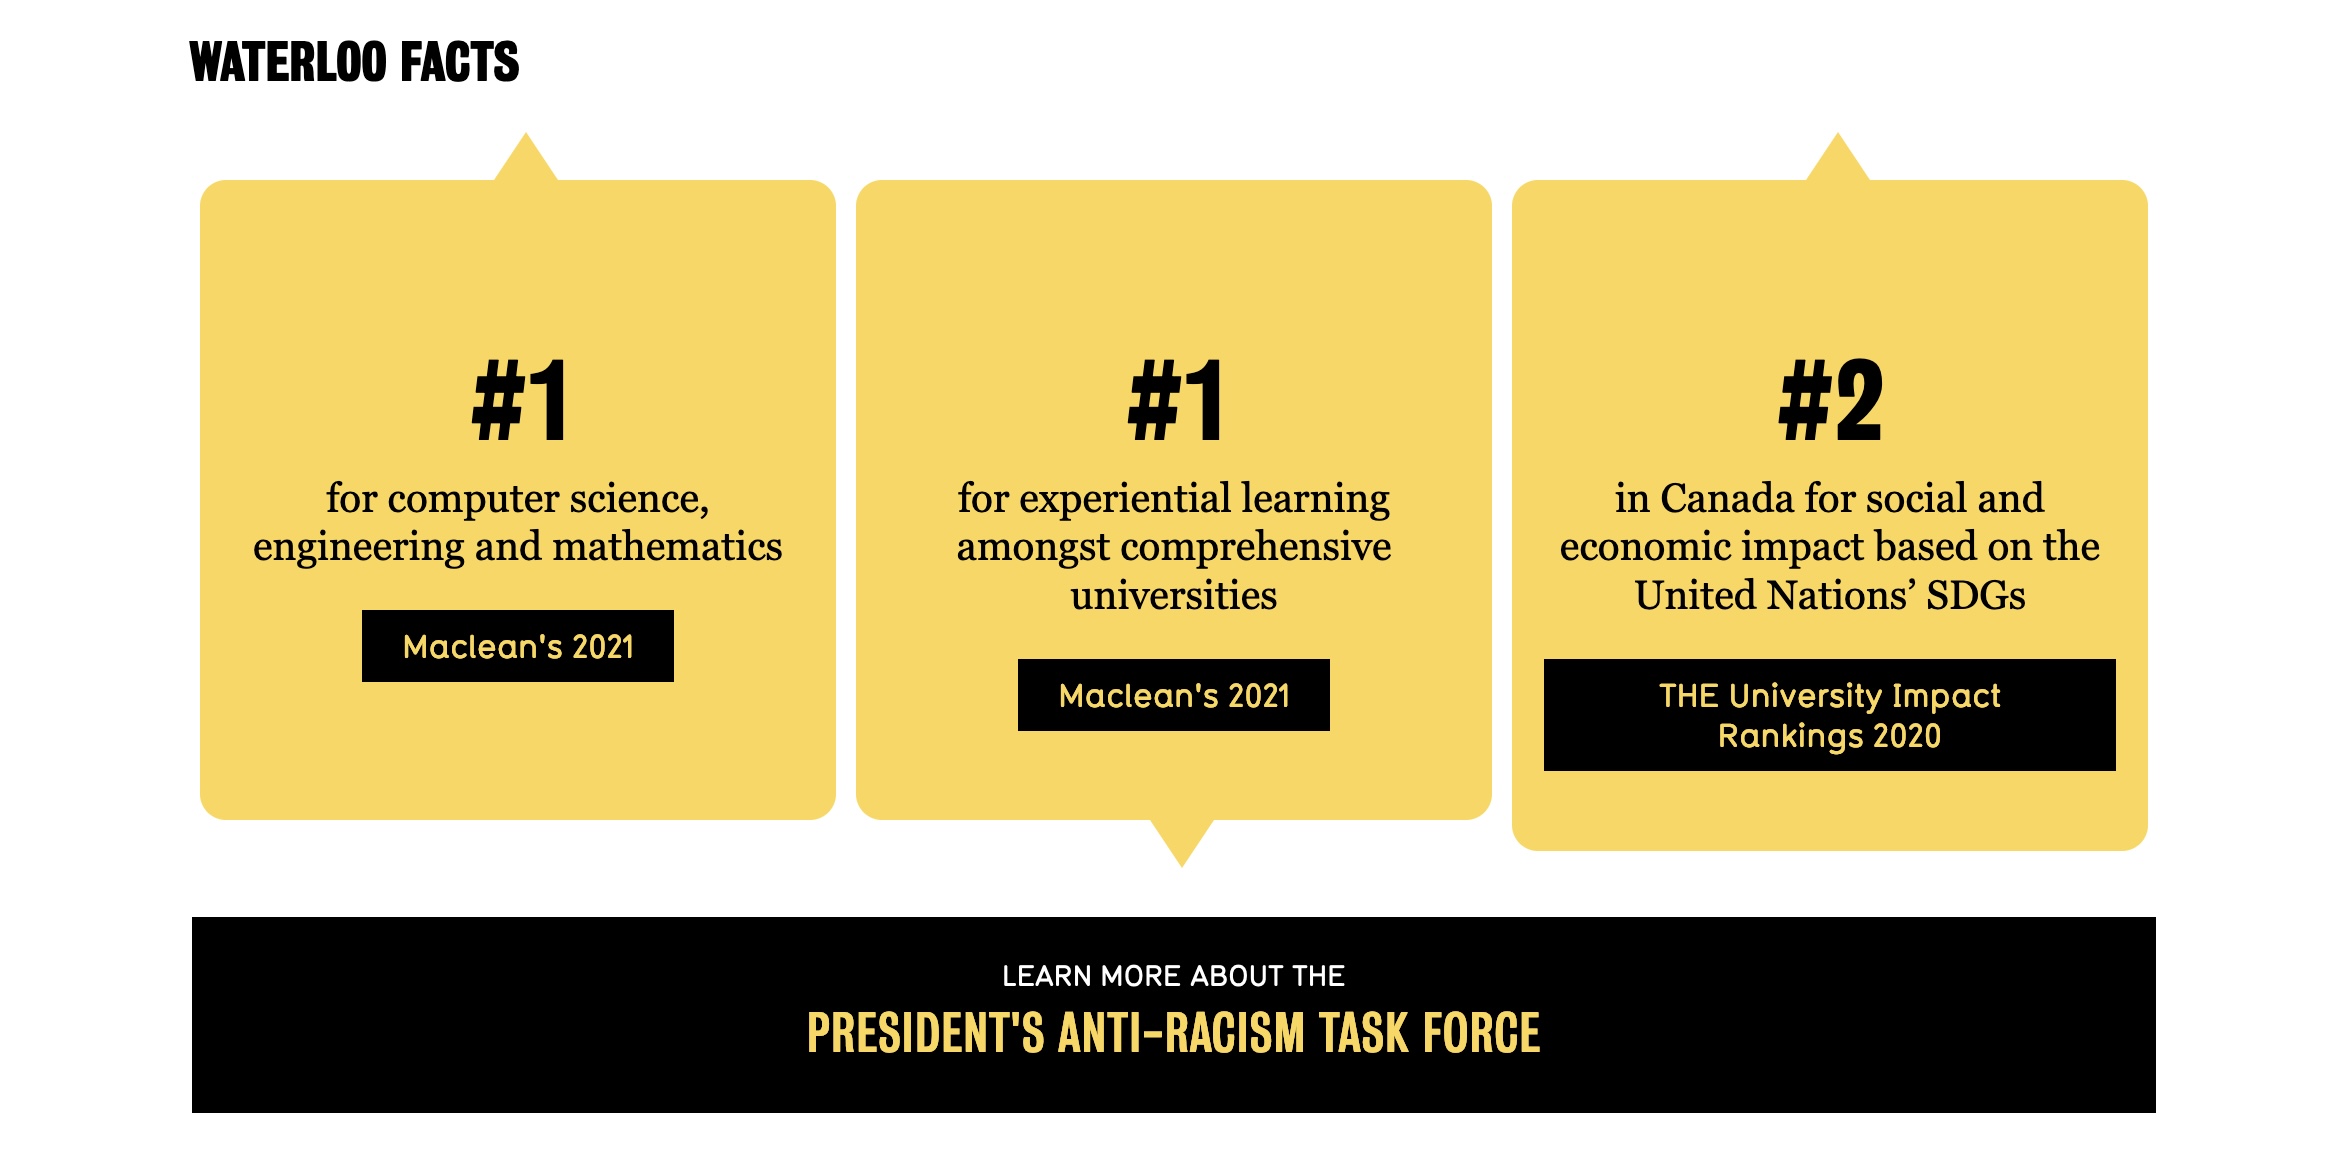 WATERLOO FACTS
#1
for computer science,
engineering and mathematics
Maclean's 2021
#1
for experiential learning
amongst comprehensive
universities
Maclean's 2021
#2
in Canada for social and
economic impact based on the
United Nations’ SDGs
THE University Impact
Rankings 2020
LEARN MORE ABOUT THE
PRESIDENT'S ANTI-RACISM TASK FORCE